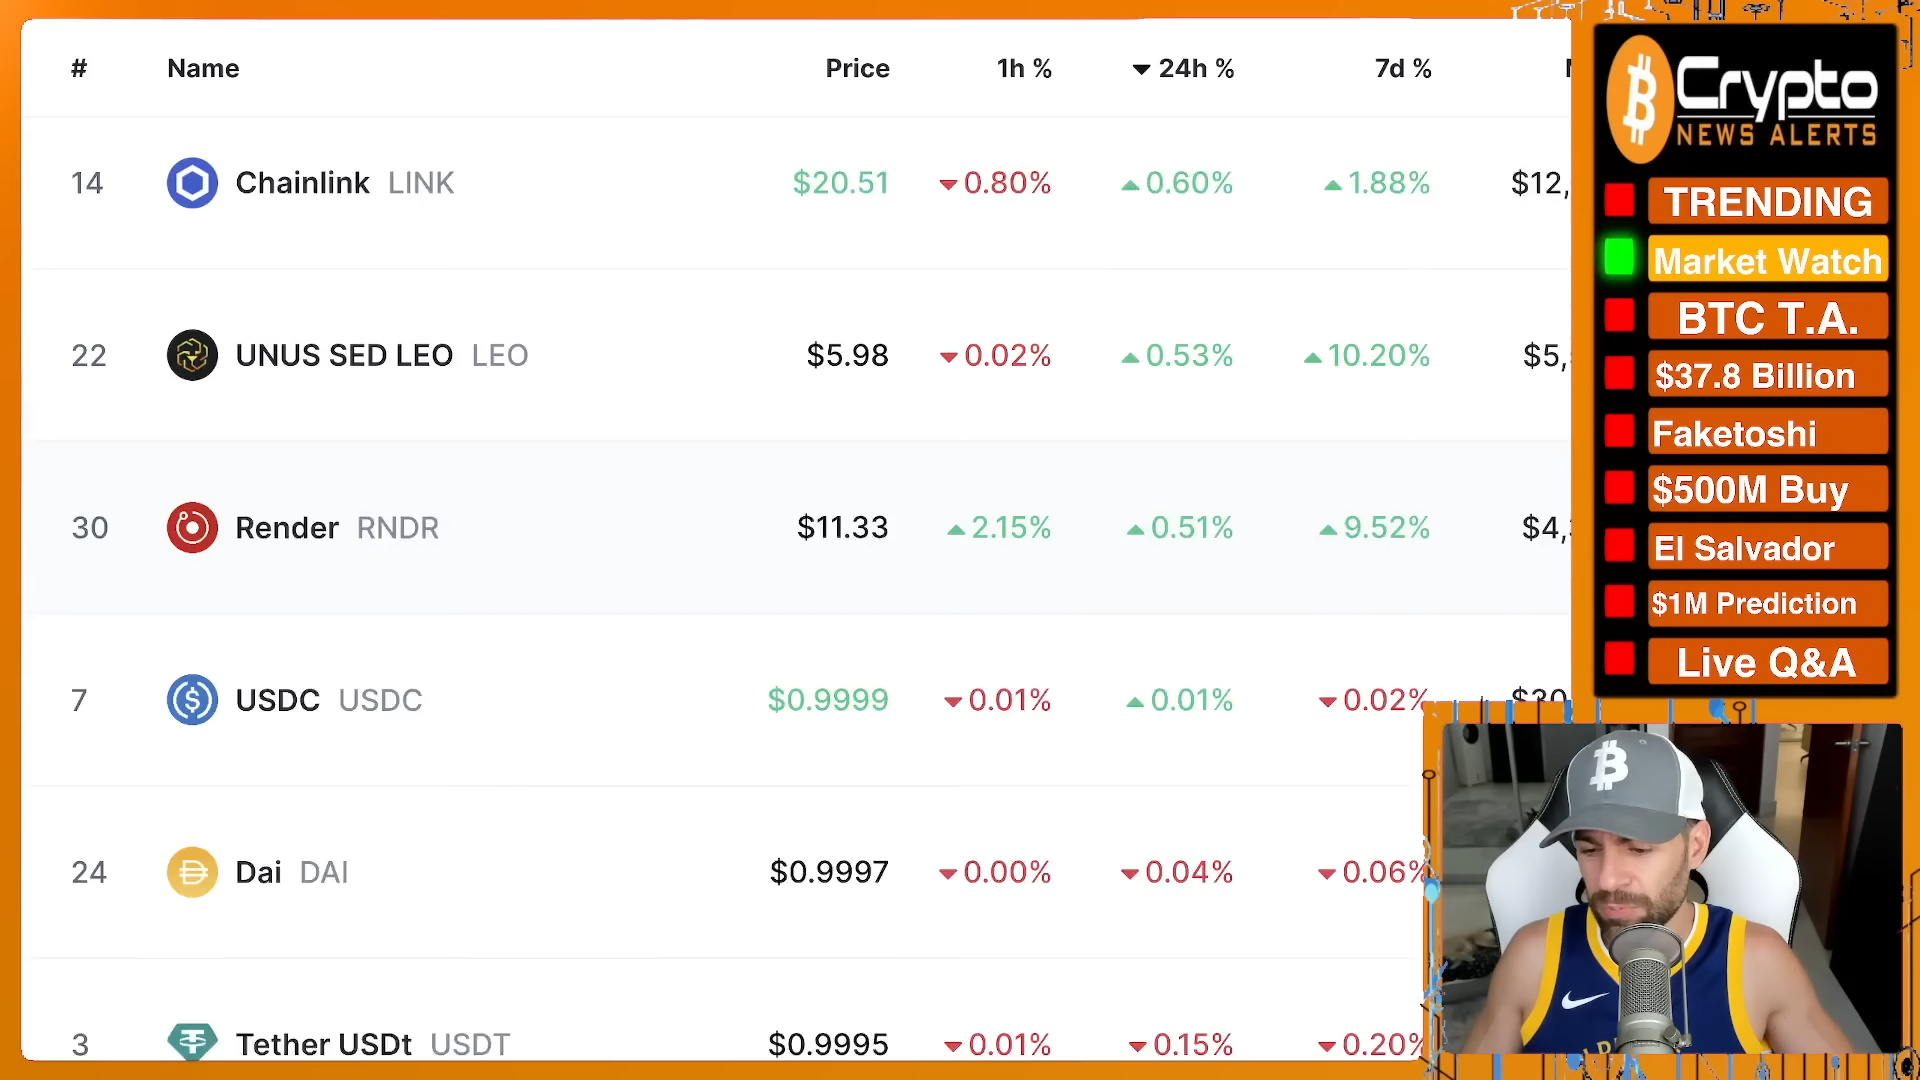 # Name Price 1h % 24h % 7d %
14 Chainlink LINK $20.51 0.80% 0.60% 1.88% $12,
22 UNUS SED LEO LEO $5.98 0.02% 0.53% 10.20% $5,
30 Render RNDR $11.33 2.15% 0.51% 9.52% $4,
7 USDC USDC $0.9999 0.01% 0.01% 0.02% $30
24 Dai DAI $0.9997 0.00% 0.04% 0.06%
3 Tether USDt USDT $0.9995 0.01% 0.15% 0.20%
Crypto
NEWS ALERTS
TRENDING
Market Watch
BTC T.A.
$37.8 Billion
Faketoshi
$500M Buy
El Salvador
$1M Prediction
Live Q&A